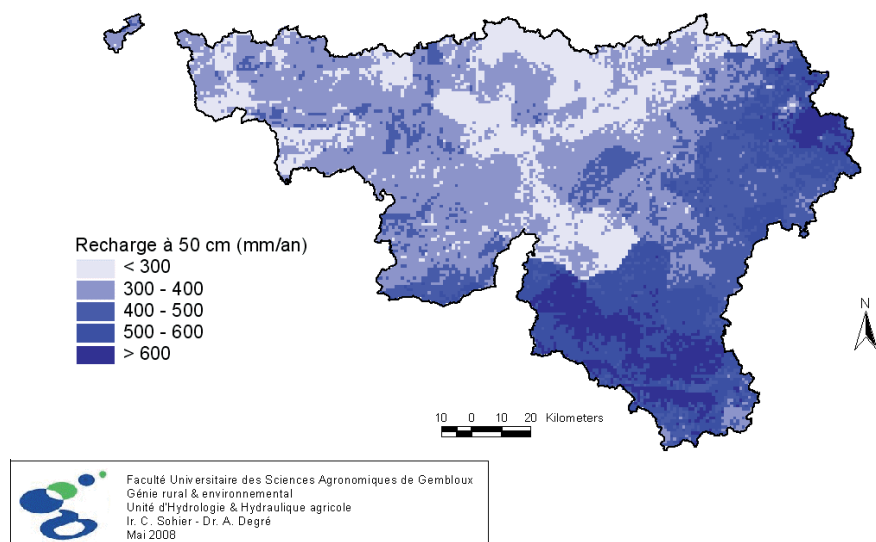 Recharge à 50 cm (mm/an)
< 300
300 - 400
400 - 500
500 - 600
> 600
N
10 0 10 20 Kilometers
Faculté Universitaire des Sciences Agronomiques de Gembloux
Génie rural & environnemental
Unité d'Hydrologie & Hydraulique agricole
Ir. C. Sohier - Dr. A. Degré
Mai 2008